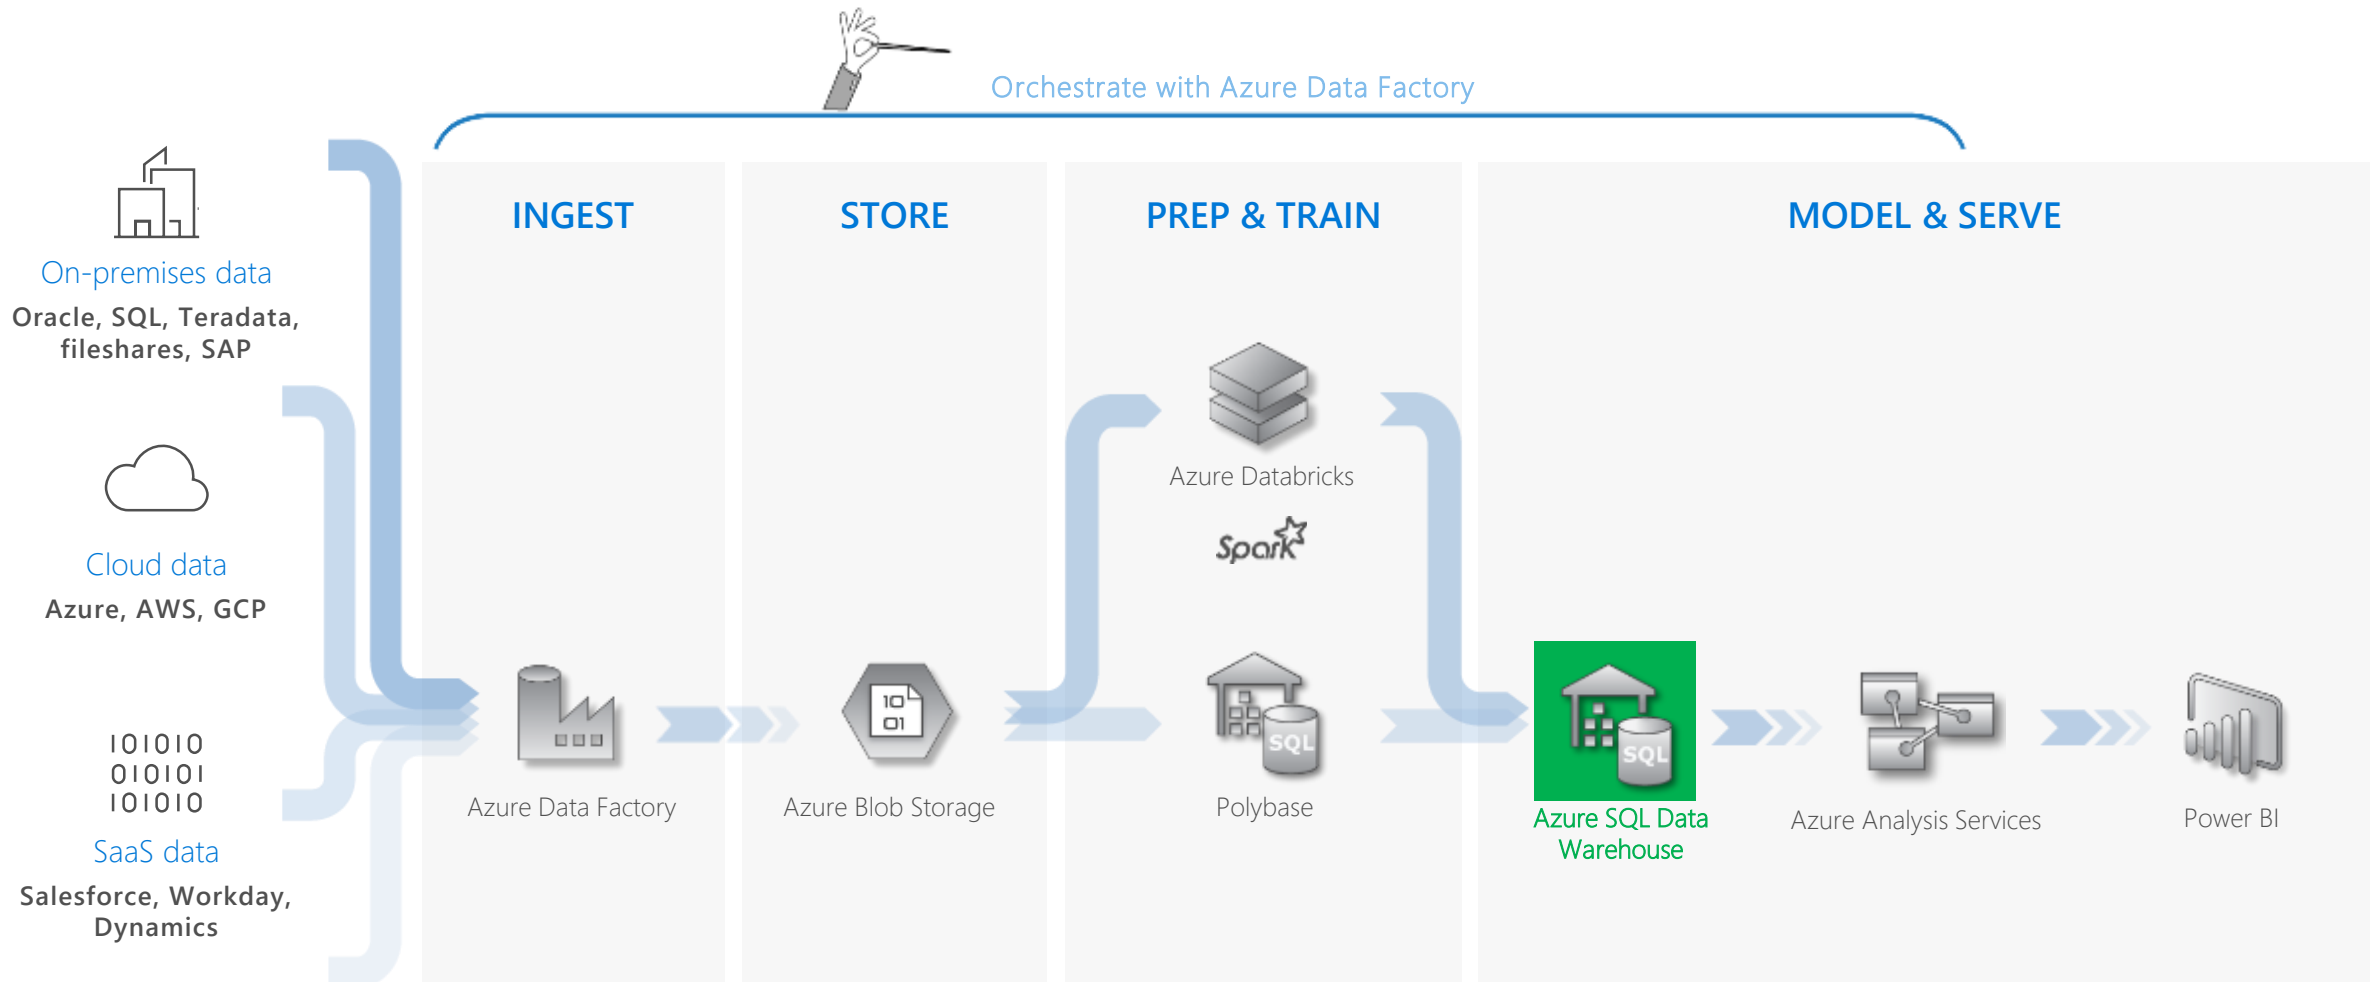 Orchestrate with Azure Data Factory
INGEST
STORE
PREP & TRAIN
MODEL & SERVE
On-premises data
Oracle, SQL, Teradata,
fileshares, SAP
Cloud data
Azure, AWS, GCP
101010
010101
101010
SaaS data
Salesforce, Workday,
Dynamics
Azure Data Factory
10
01
Azure Blob Storage
Azure Databricks
Spark
SQL
Polybase
SQL
Azure SQL Data
Warehouse
Azure Analysis Services
Power BI